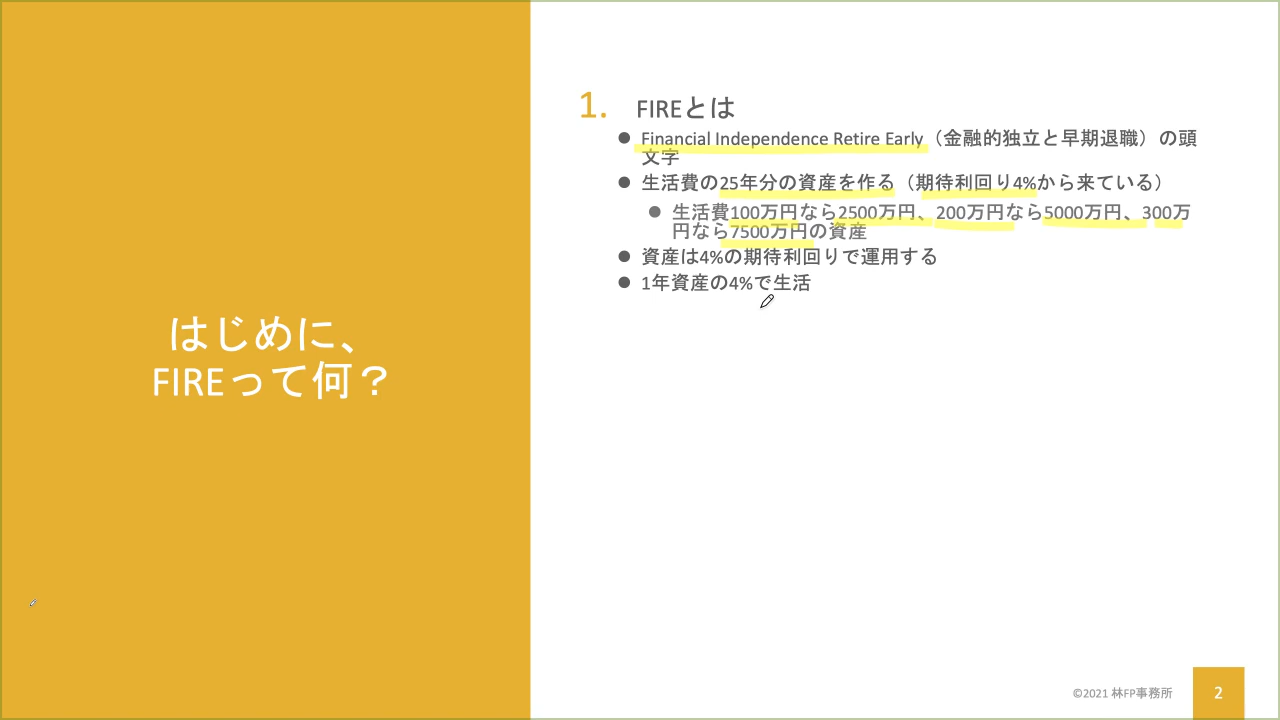 はじめに、
FIREって何？
1. FIREとは
● Financial Independence Retire Early（金融的独立と早期退職）の頭
文字
● 生活費の25年分の資産を作る（期待利回り4%から来ている）
● 生活費100万円なら2500万円、200万円なら5000万円、300万
円なら7500万円の資産
● 資産は4%の期待利回りで運用する
● 1年資産の4%で生活
©2021 林FP事務所
2